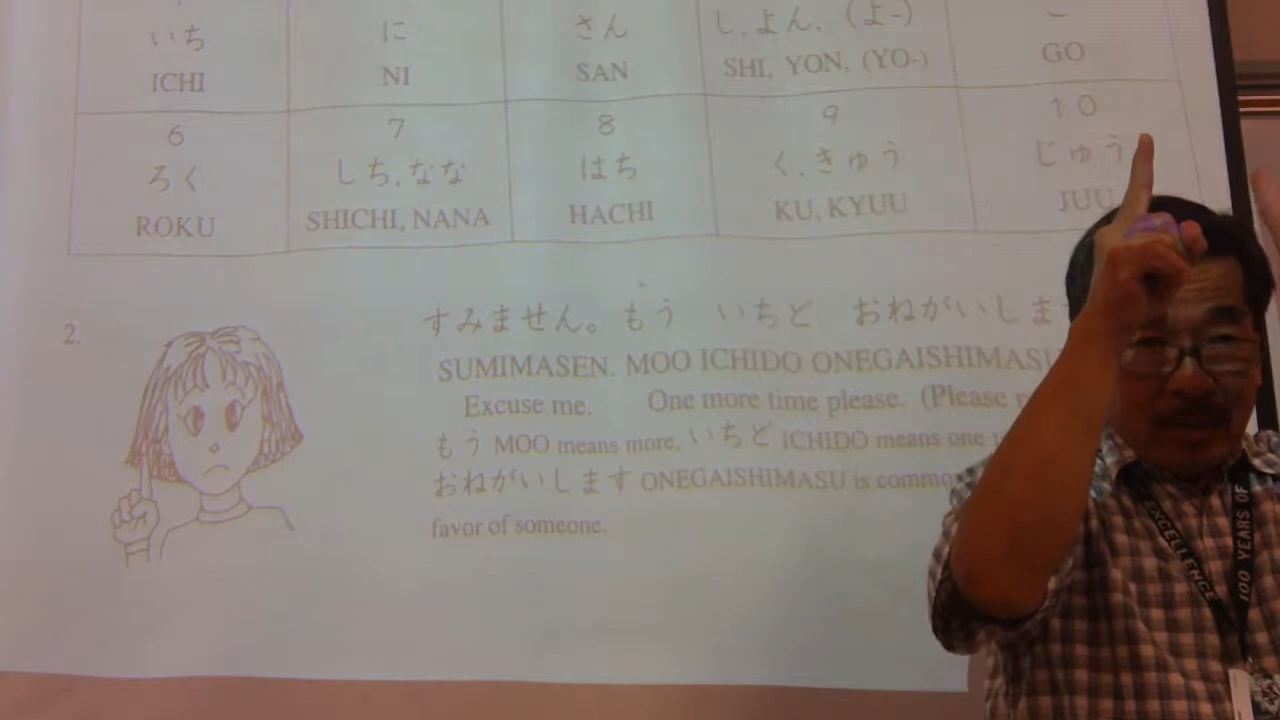 いち に さん し,よん,(よ-) ご
ICHI NI SAN SHI, YON, (YO-) GO
6 7 8 9 10
ろく しち,なな はち く,きゅう じゅう
ROKU SHICHI, NANA HACHI KU, KYUU JUU
2.
すみません。もう いちど おねがいしま
SUMIMASEN. MOO ICHIDO ONEGAISHIMAS
Excuse me. One more time please. (Please
もう MOO means more, いちど ICHIDO means one
おねがいします ONEGAISHIMASU is commo
favor of someone.
EXCELLENCE
100 YEARS OF